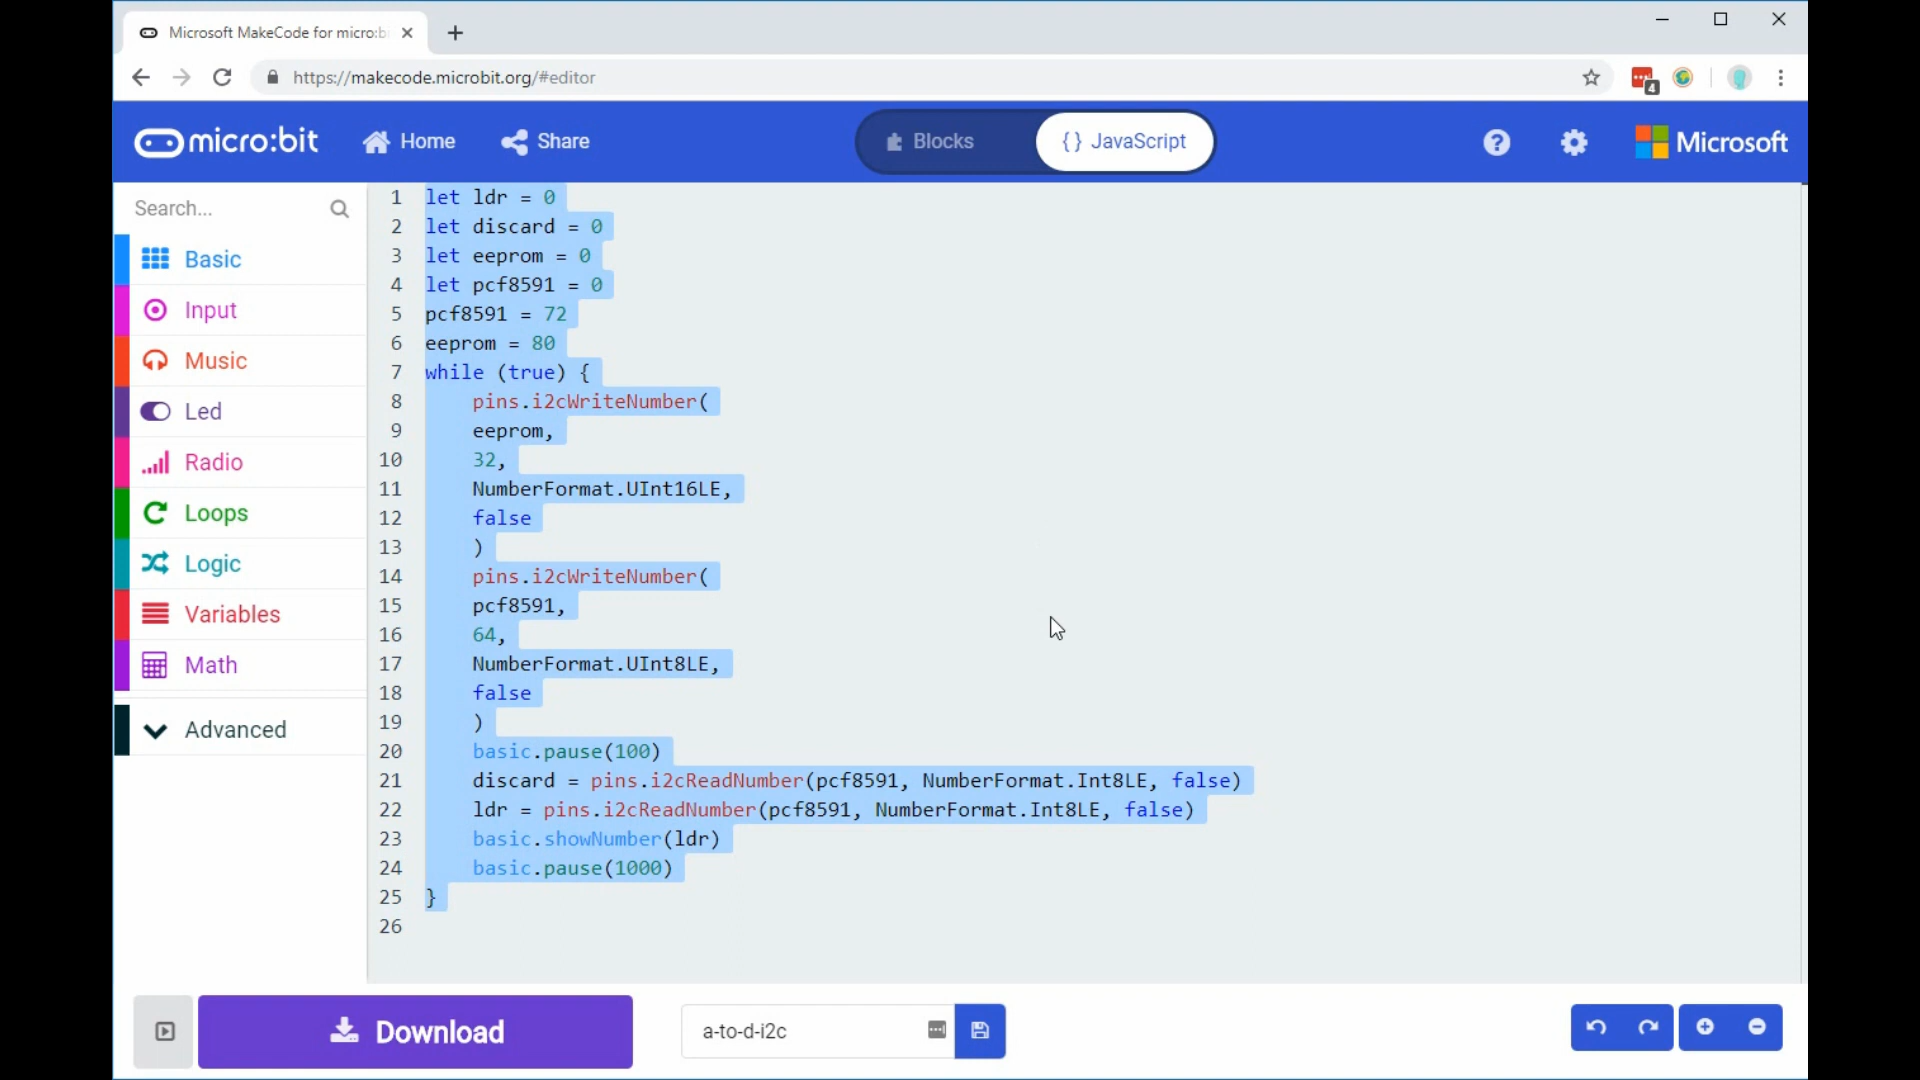 Microsoft MakeCode for micro:b
https://makecode.microbit.org/#editor
4
micro:bit
Home
Share
Blocks
{ } JavaScript
?
Microsoft
Search...
Basic
Input
Music
Led
Radio
Loops
Logic
Variables
Math
Advanced
1 let ldr = 0
2 let discard = 0
3 let eeprom = 0
4 let pcf8591 = 0
5 pcf8591 = 72
6 eeprom = 80
7 while (true) {
8 pins.i2cWriteNumber(
9 eeprom,
10 32,
11 NumberFormat.UInt16LE,
12 false
13 )
14 pins.i2cWriteNumber(
15 pcf8591,
16 64,
17 NumberFormat.UInt8LE,
18 false
19 )
20 basic.pause(100)
21 discard = pins.i2cReadNumber(pcf8591, NumberFormat.Int8LE, false)
22 ldr = pins.i2cReadNumber(pcf8591, NumberFormat.Int8LE, false)
23 basic.showNumber(ldr)
24 basic.pause(1000)
25 }
26
Download
a-to-d-i2c